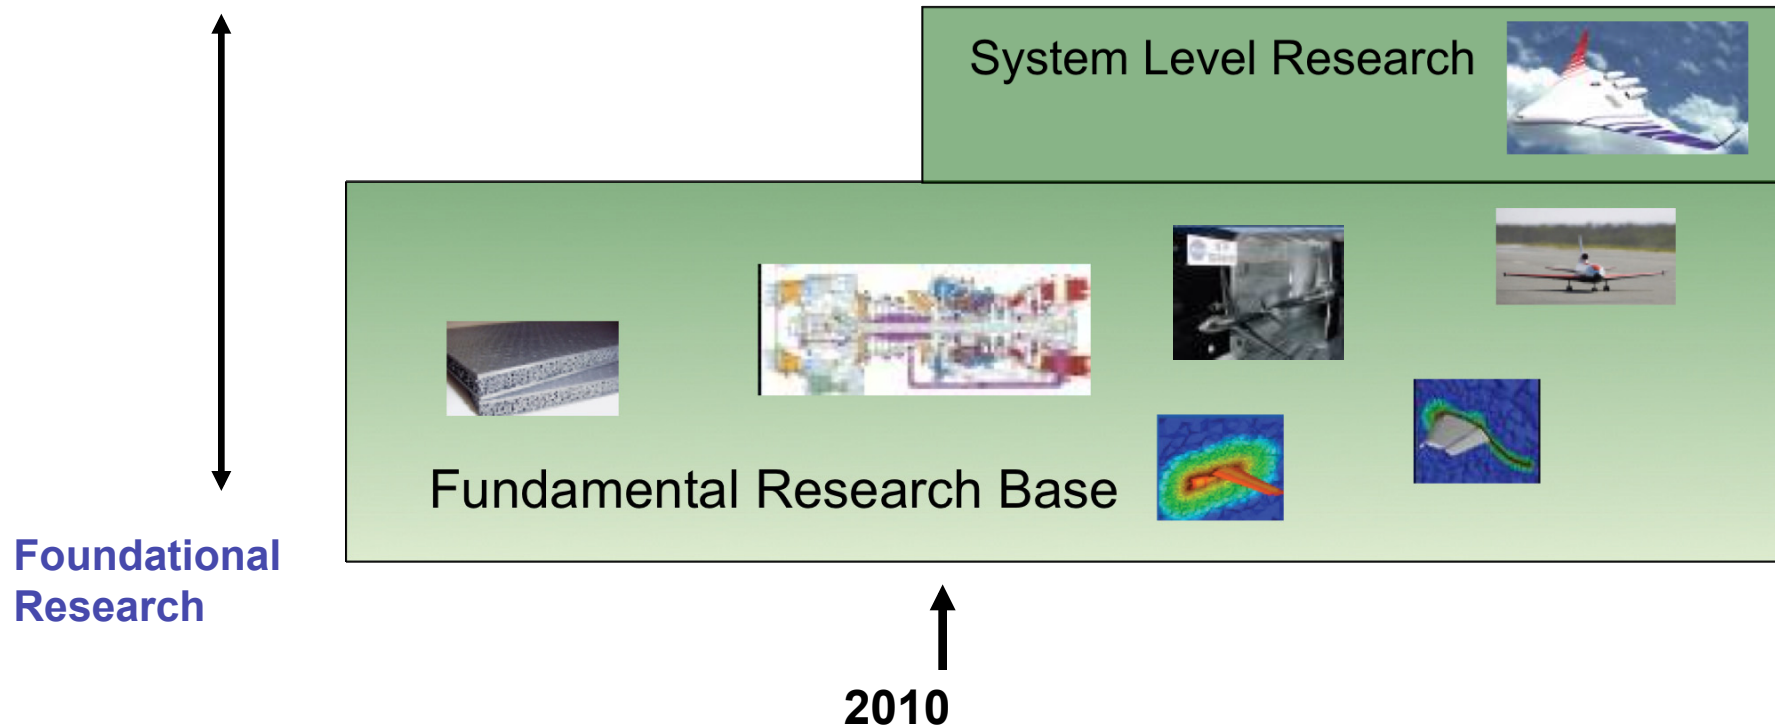 System Level Research
Fundamental Research Base
Foundational
Research
2010